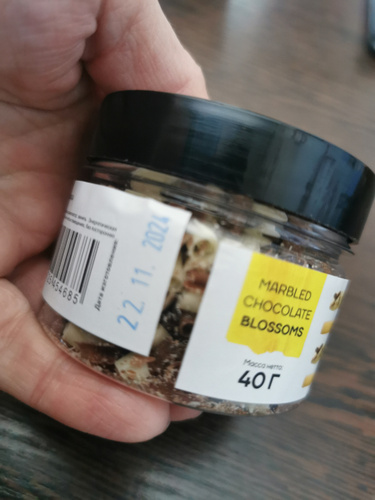 Дата изготовления:
22.11.2024
MARBLED
CHOCOLATE
BLOSSOMS
Масса нетто
40 Г